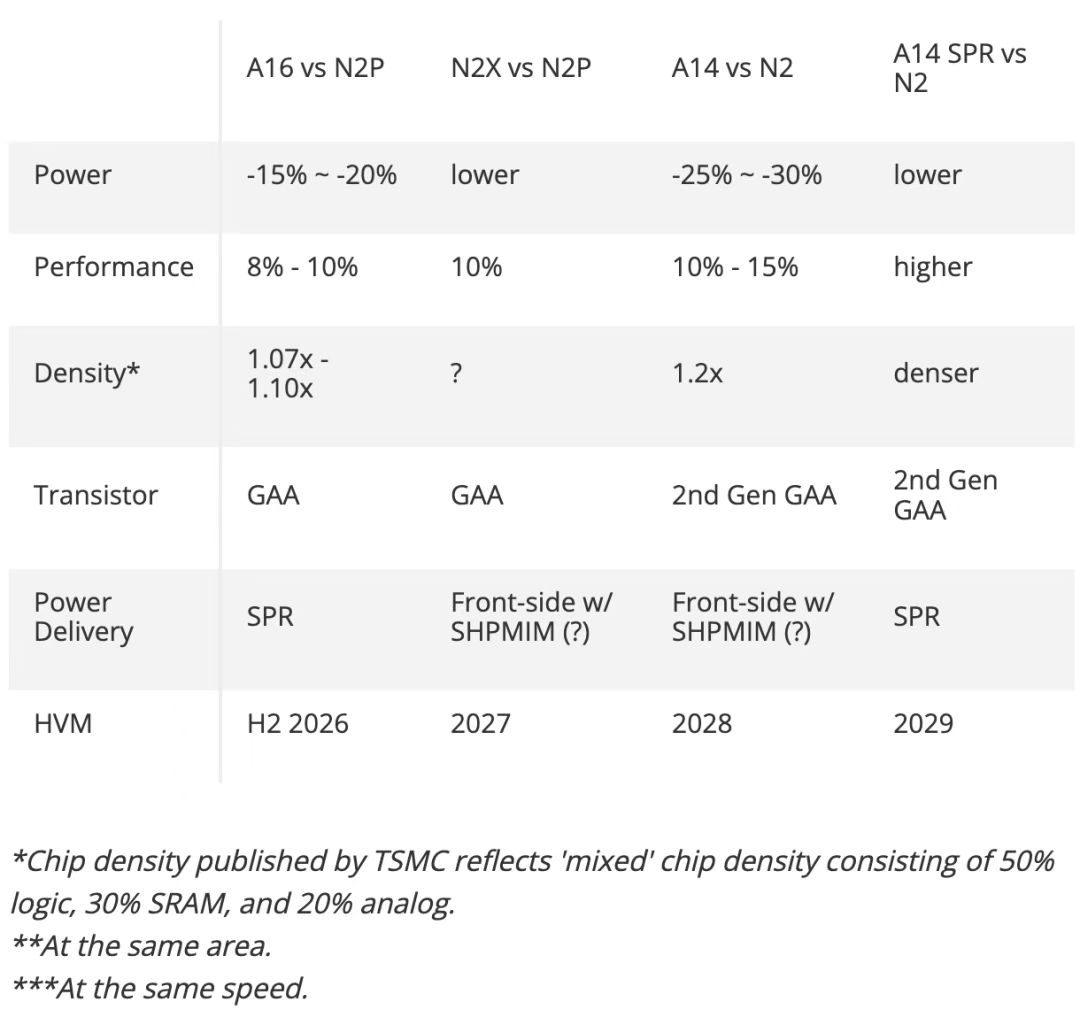 A16 vs N2P N2X vs N2P A14 vs N2 A14 SPR vs
N2
Power -15% ~ -20% lower -25% ~ -30% lower
Performance 8% - 10% 10% 10% - 15% higher
Density* 1.07x -
1.10x ? 1.2x denser
Transistor GAA GAA 2nd Gen GAA 2nd Gen
GAA
Power
Delivery SPR Front-side w/
SHPMIM (?) Front-side w/
SHPMIM (?) SPR
HVM H2 2026 2027 2028 2029
*Chip density published by TSMC reflects 'mixed' chip density consisting of 50%
logic, 30% SRAM, and 20% analog.
**At the same area.
***At the same speed.